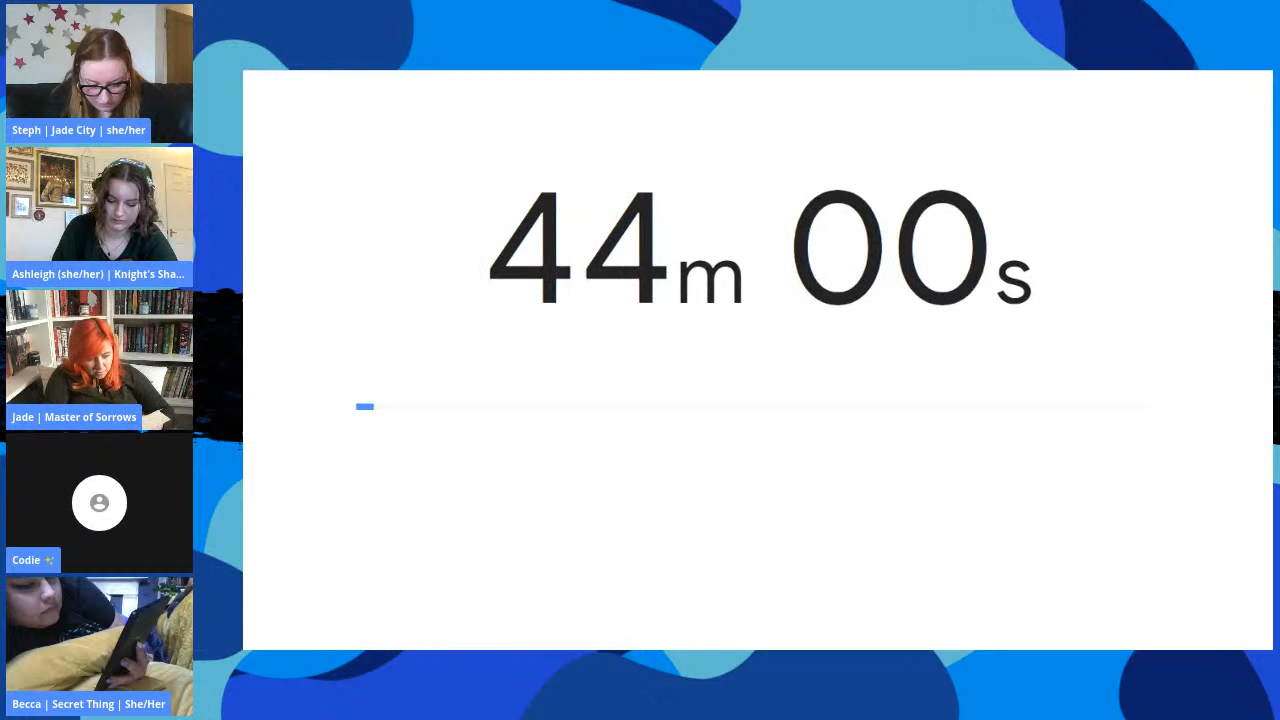 Steph | Jade City | she/her
Ashleigh (she/her) | Knight's Sha...
Jade | Master of Sorrows
Codie ✨
Becca | Secret Thing | She/Her
44m 00s